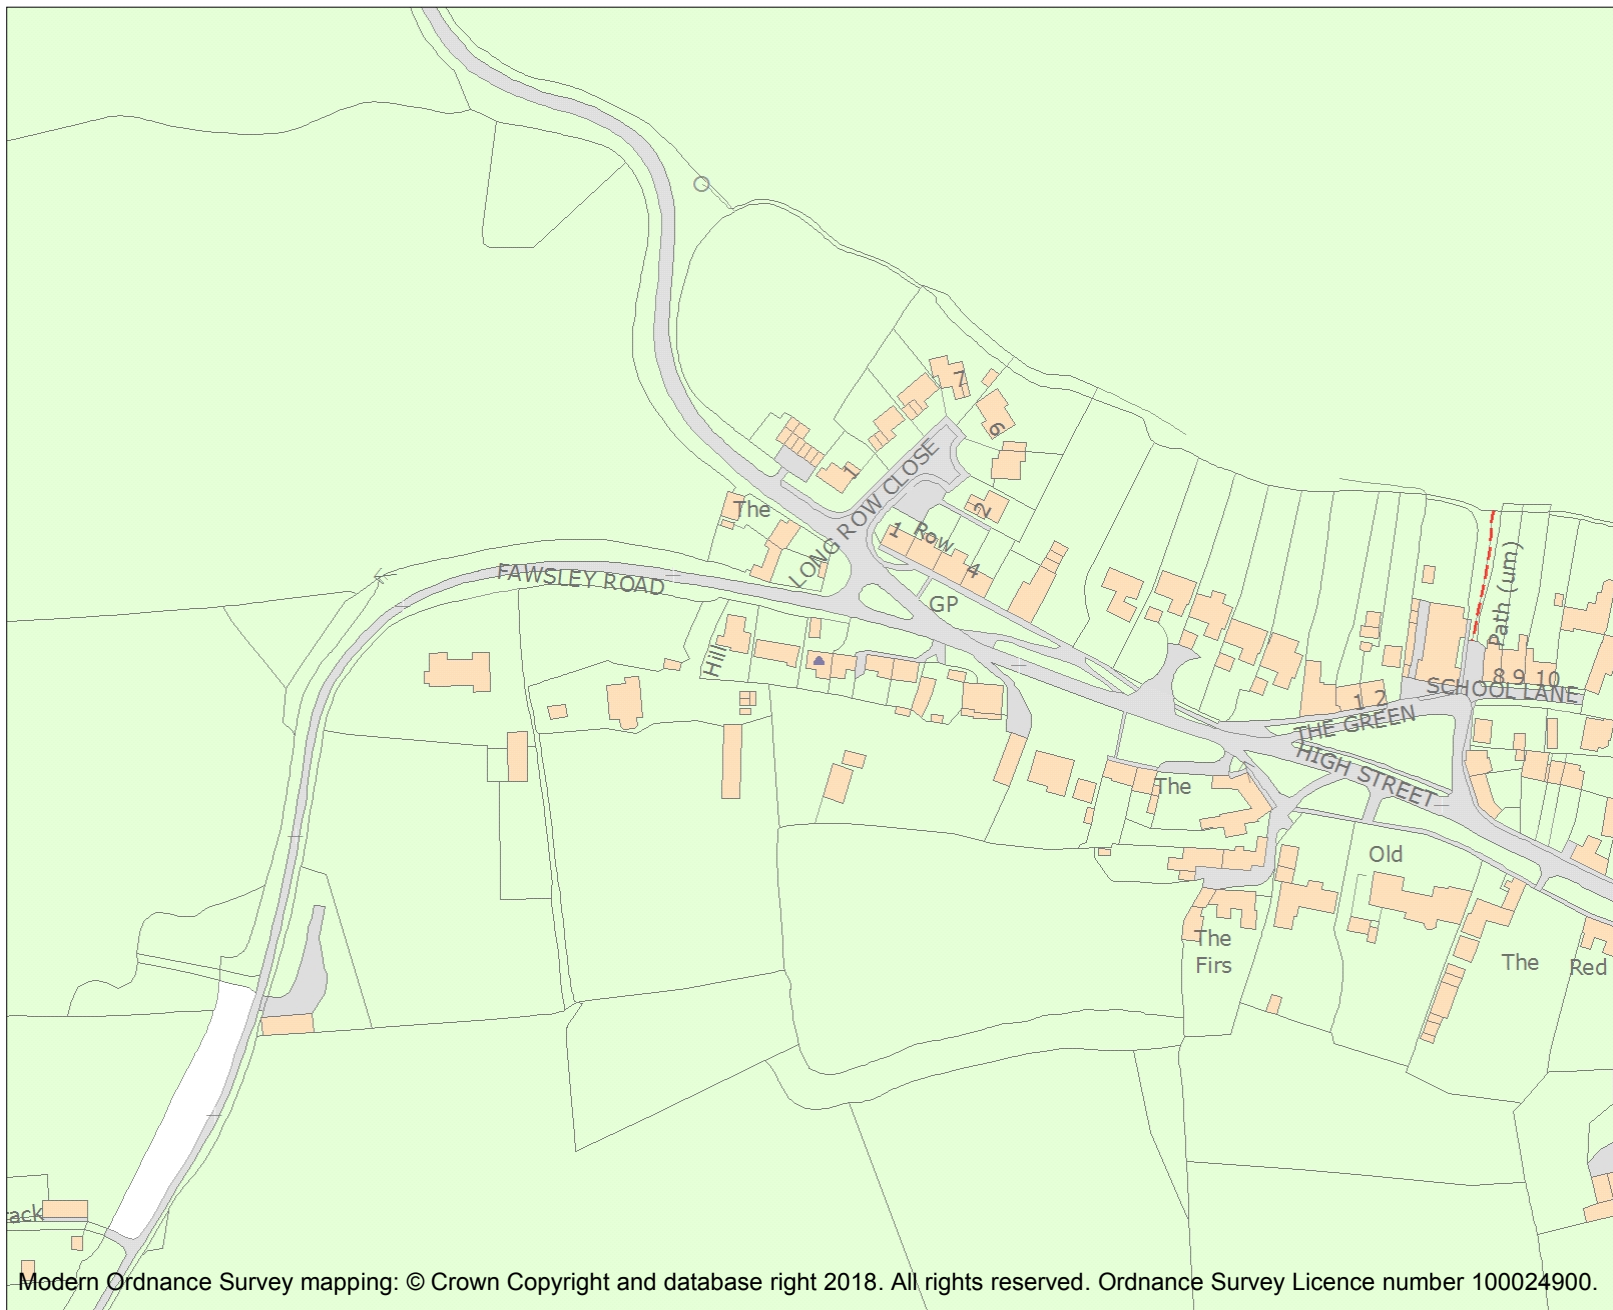 7
6
1
LONG ROW CLOSE
The
2
1 Row 4
Path (um)
FAWSLEY ROAD
GP
Hill
8 9 10
SCHOOL LANE
1 2
THE GREEN
HIGH STREET
The
Old
The
Firs
The
Red
ack
Modern Ordnance Survey mapping: © Crown Copyright and database right 2018. All rights reserved. Ordnance Survey Licence number 100024900.